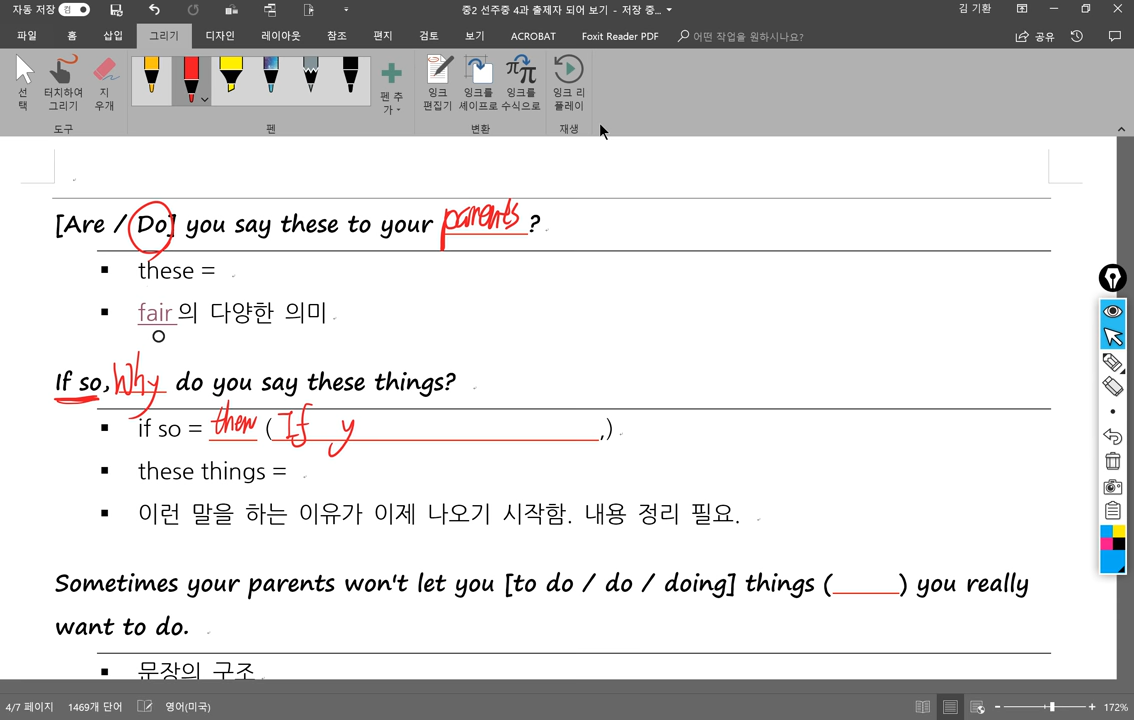 자동 저장 컴 중2 선주중 4과 출제가 되어 보기 - 저장 중... 김 기환
파일 홈 삽입 그리기 디자인 레이아웃 참조 편지 검토 보기 ACROBAT Foxit Reader PDF 어떤 작업을 원하시나요? 공유
선택 터치하여 그리기 지우개 펜 추가 잉크 편집기 잉크를 셰이프로 잉크를 수식으로 잉크 리플레이
도구 펜 변환 재생
[Are / Do] you say these to your parents?
these =
fair의 다양한 의미
If so, Why do you say these things?
if so = then (If y ,)
these things =
이런 말을 하는 이유가 이제 나오기 시작함. 내용 정리 필요.
Sometimes your parents won't let you [to do / do / doing] things ( ) you really
want to do.
문장의 구조
4/7 페이지 1469개 단어 영어(미국) 172%